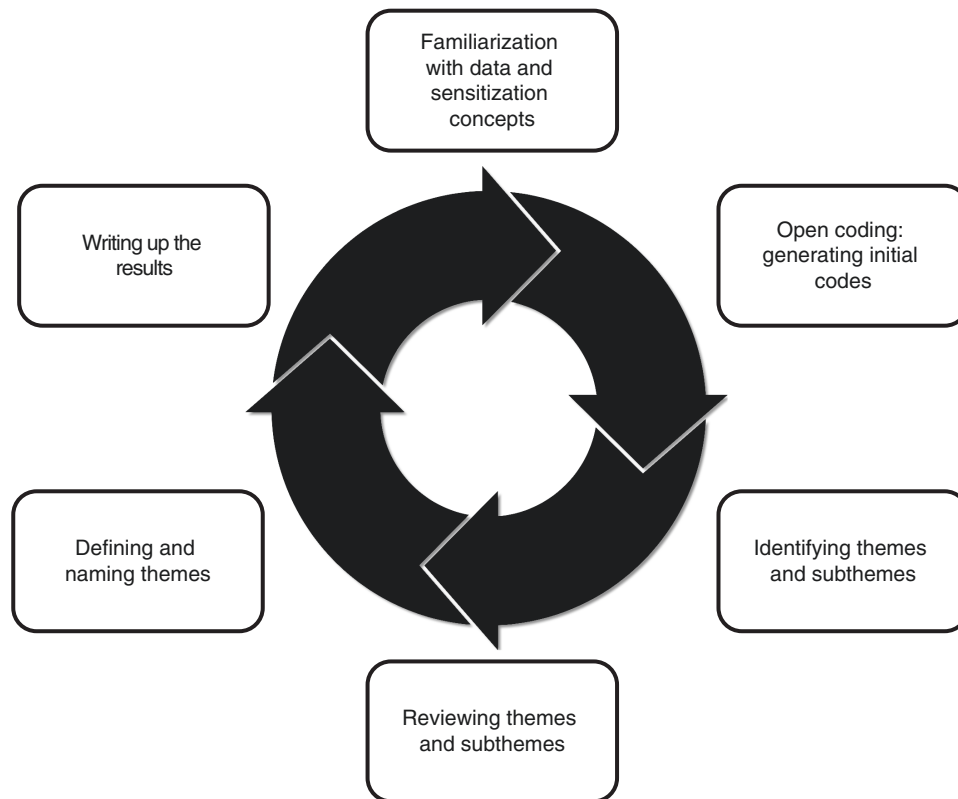 Familiarization
with data and
sensitization
concepts
Open coding:
generating initial
codes
Identifying themes
and subthemes
Reviewing themes
and subthemes
Defining and
naming themes
Writing up the
results